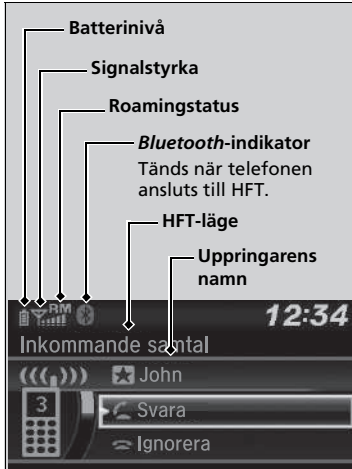 Batterinivå
Signalstyrka
Roamingstatus
Bluetooth-indikator
Tänds när telefonen
ansluts till HFT.
HFT-läge
Uppringarens
namn
RM
12:34
Inkommande samtal
John
3
Svara
Ignorera